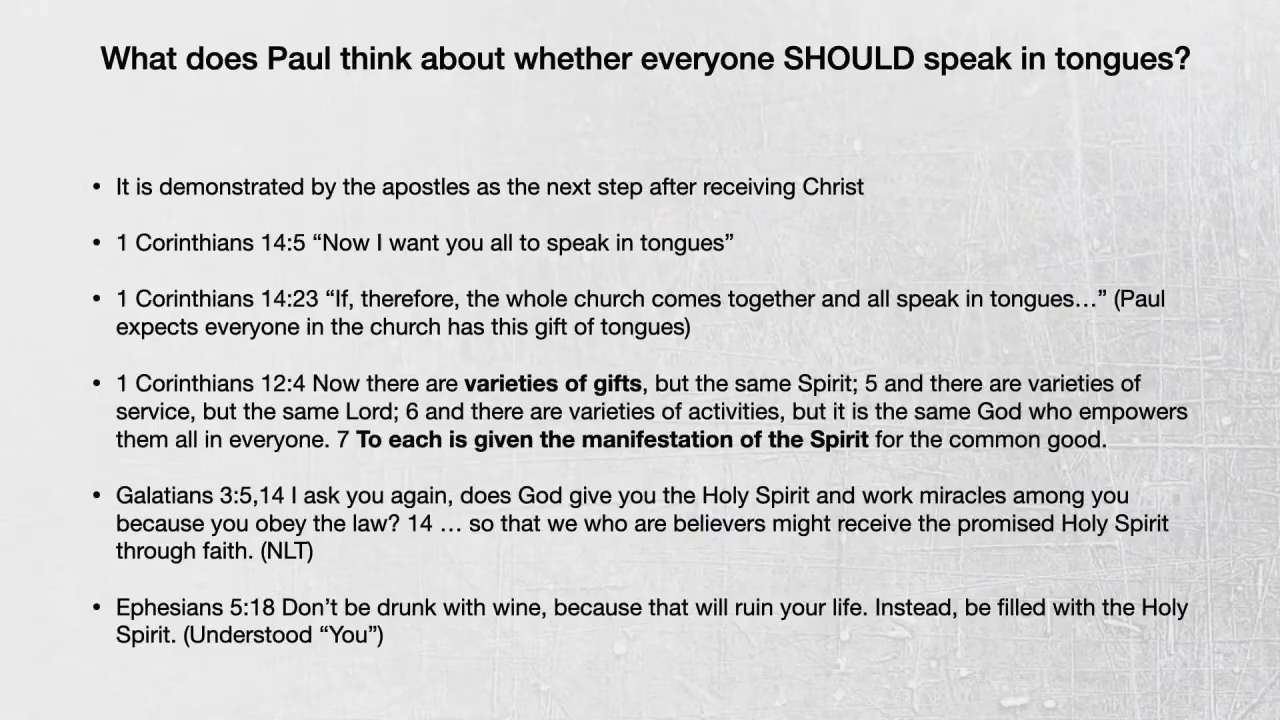 What does Paul think about whether everyone SHOULD speak in tongues?
• It is demonstrated by the apostles as the next step after receiving Christ
• 1 Corinthians 14:5 “Now I want you all to speak in tongues”
• 1 Corinthians 14:23 “If, therefore, the whole church comes together and all speak in tongues…” (Paul
expects everyone in the church has this gift of tongues)
• 1 Corinthians 12:4 Now there are varieties of gifts, but the same Spirit; 5 and there are varieties of
service, but the same Lord; 6 and there are varieties of activities, but it is the same God who empowers
them all in everyone. 7 To each is given the manifestation of the Spirit for the common good.
• Galatians 3:5,14 I ask you again, does God give you the Holy Spirit and work miracles among you
because you obey the law? 14 … so that we who are believers might receive the promised Holy Spirit
through faith. (NLT)
• Ephesians 5:18 Don’t be drunk with wine, because that will ruin your life. Instead, be filled with the Holy
Spirit. (Understood “You”)